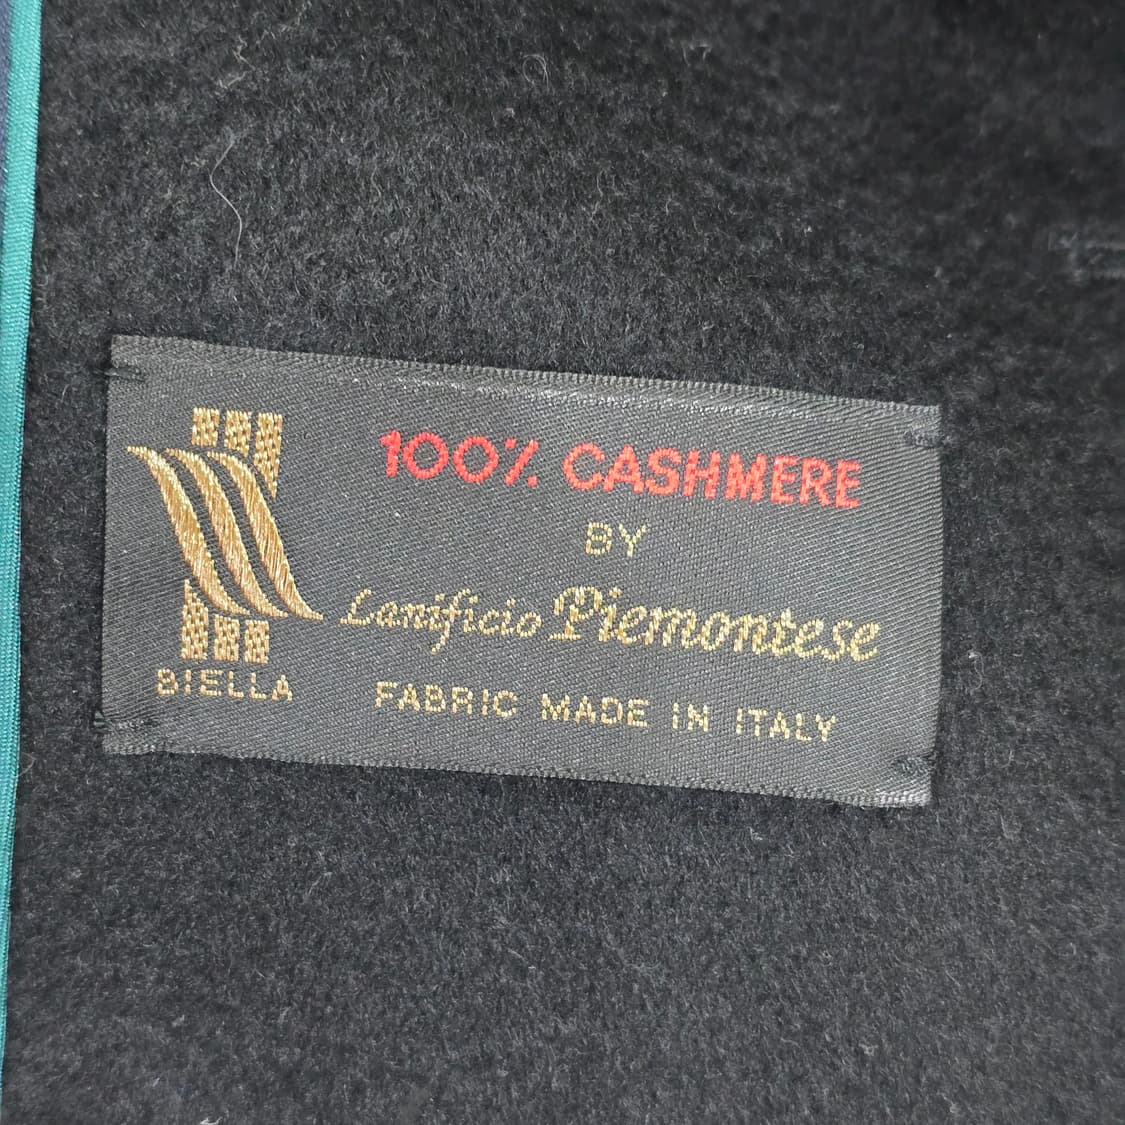 100% CASHMERE
BY
Lanificio Piemontese
BIELLA
FABRIC MADE IN ITALY